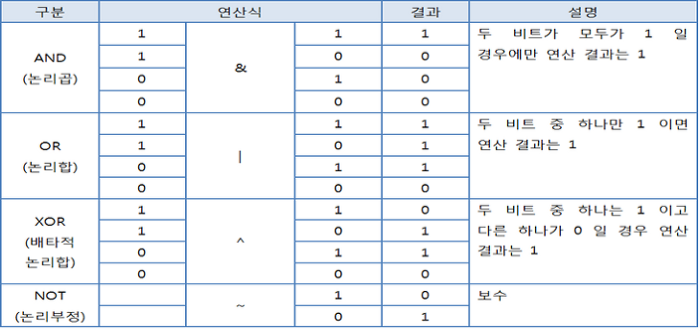 구분 연산식 결과 설명
AND
(논리곱)
&
1 1 1
1 0 0
0 1 0
0 0 0
두 비트가 모두가 1 일
경우에만 연산 결과는 1
OR
(논리합)
|
1 1 1
1 0 1
0 1 1
0 0 0
두 비트 중 하나만 1 이면
연산 결과는 1
XOR
(배타적
논리합)
^
1 1 0
1 0 1
0 1 1
0 0 0
두 비트 중 하나는 1 이고
다른 하나가 0 일 경우 연산
결과는 1
NOT
(논리부정)
~
1 0
0 1
보수